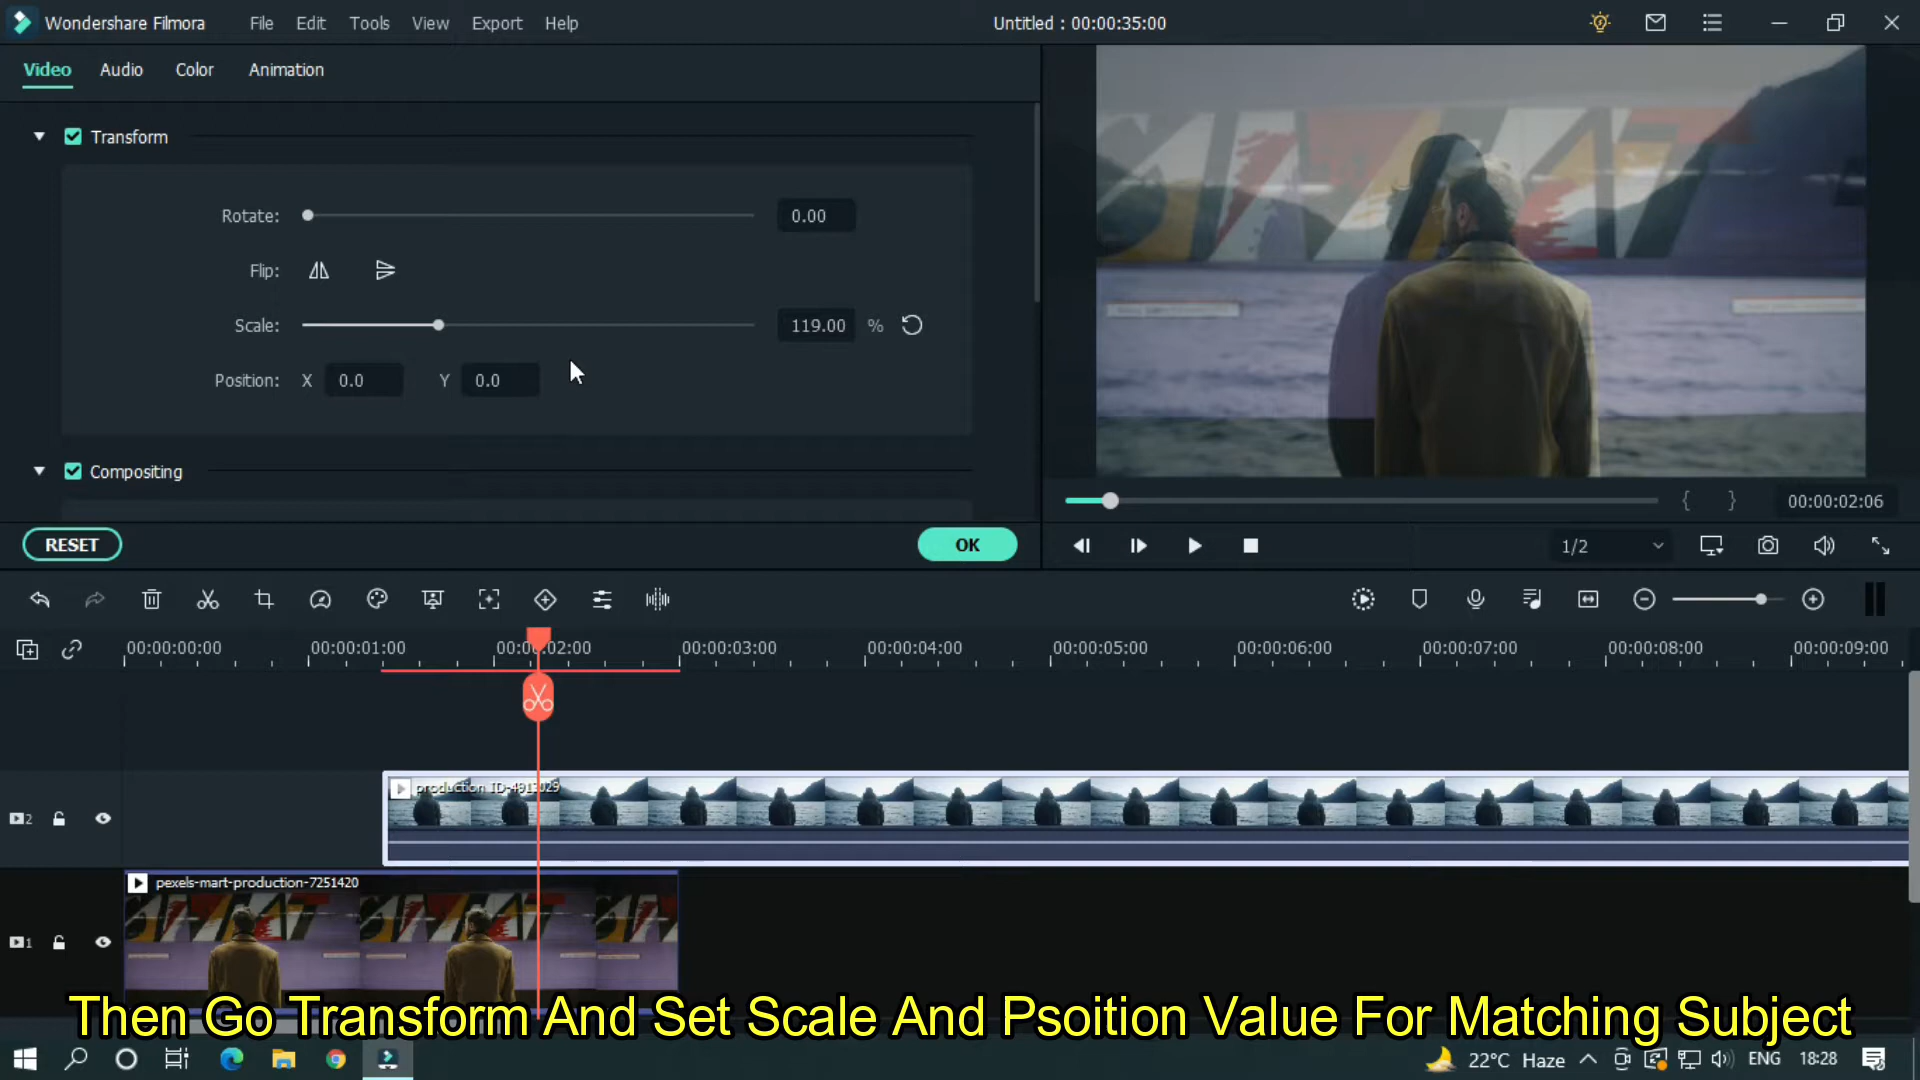 Wondershare Filmora File Edit Tools View Export Help Untitled : 00:00:35:00
Video Audio Color Animation
Transform
Rotate: 0.00
Flip:
Scale: 119.00 %
Position: X 0.0 Y 0.0
Compositing
RESET OK
{ } 00:00:02:06
1/2
00:00:00:00 00:00:01:00 00:00:02:00 00:00:03:00 00:00:04:00 00:00:05:00 00:00:06:00 00:00:07:00 00:00:08:00 00:00:09:00
production ID-4913029
2
pexels-mart-production-7251420
1
Then Go Transform And Set Scale And Psoition Value For Matching Subject
22°C Haze ENG 18:28